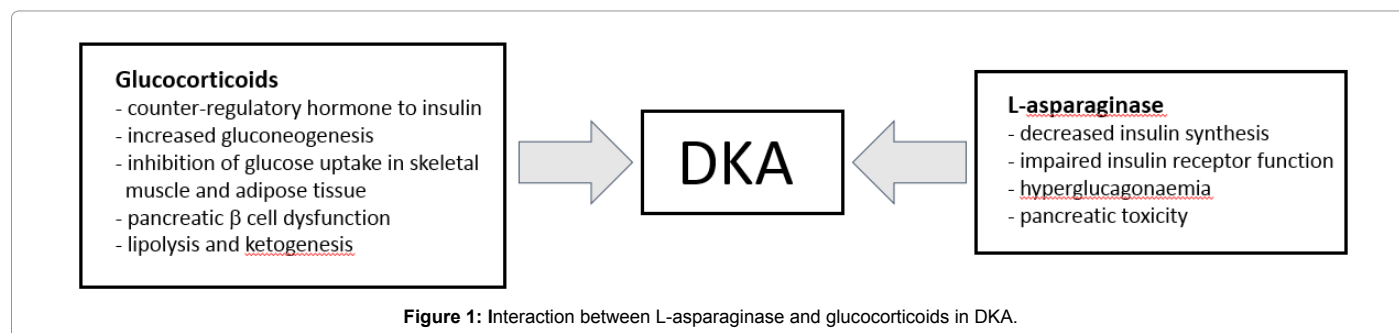 Glucocorticoids
- counter-regulatory hormone to insulin
- increased gluconeogenesis
- inhibition of glucose uptake in skeletal
muscle and adipose tissue
- pancreatic β cell dysfunction
- lipolysis and ketogenesis
DKA
L-asparaginase
- decreased insulin synthesis
- impaired insulin receptor function
- hyperglucagonaemia
- pancreatic toxicity
Figure 1: Interaction between L-asparaginase and glucocorticoids in DKA.